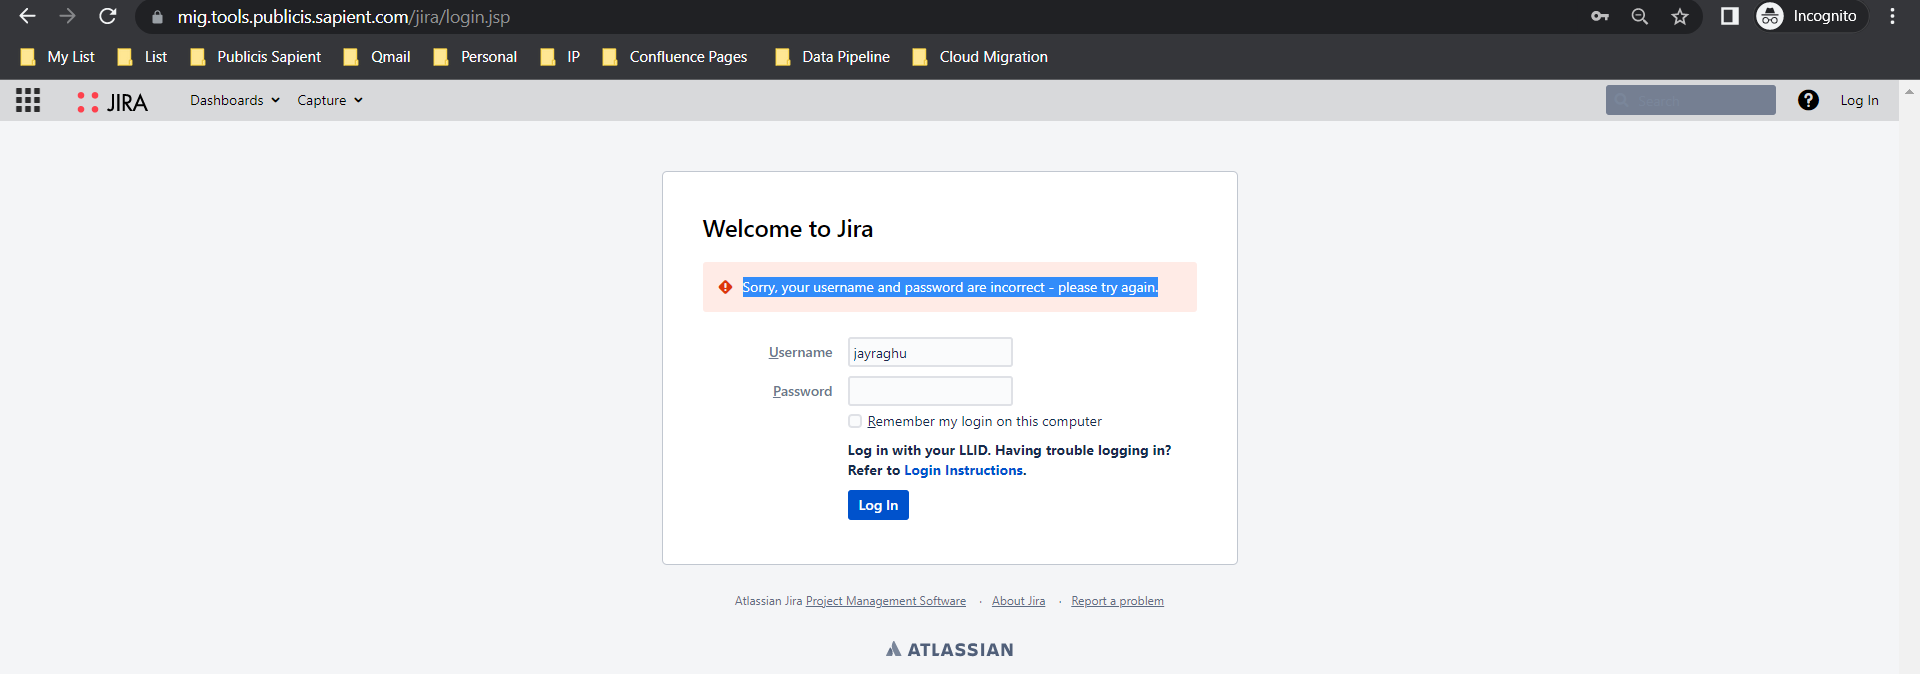 mig.tools.publicis.sapient.com/jira/login.jsp Incognito
My List List Publicis Sapient Qmail Personal IP Confluence Pages Data Pipeline Cloud Migration
JIRA Dashboards Capture Search ? Log In
Welcome to Jira
Sorry, your username and password are incorrect - please try again.
Username jayraghu
Password
Remember my login on this computer
Log in with your LLID. Having trouble logging in?
Refer to Login Instructions.
Log In
Atlassian Jira Project Management Software · About Jira · Report a problem
ATLASSIAN